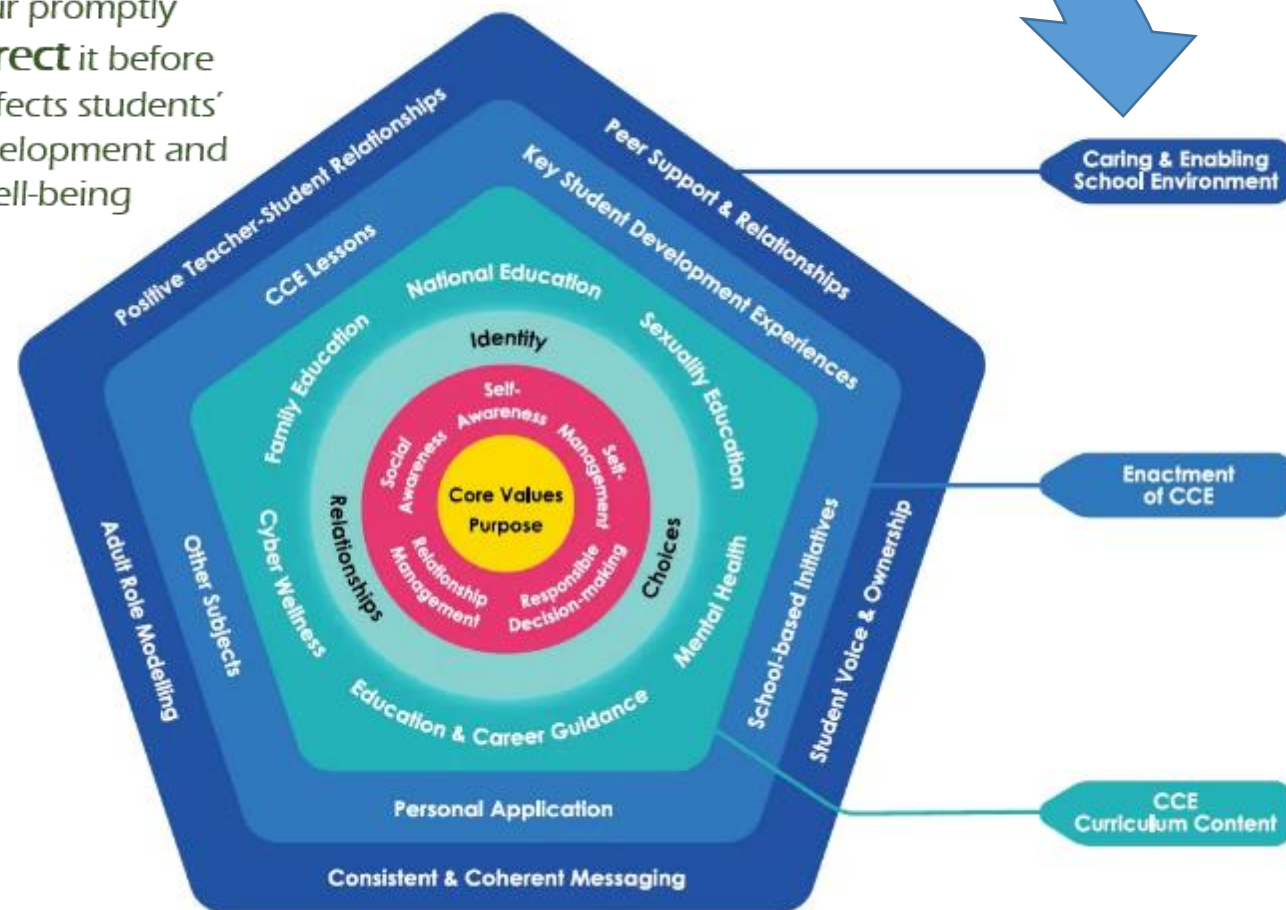 ur promptly
rect it before
ffects students'
elopment and
ell-being
Positive Teacher-Student Relationships
Peer Support & Relationships
Caring & Enabling
School Environment
CCE Lessons
Key Student Development Experiences
Family Education
National Education
Sexuality Education
Identity
Self-
Awareness
Social
Awareness
Self-
Management
Core Values
Purpose
Enactment
of CCE
Relationships
Choices
Relationship
Management
Responsible
Decision-making
Cyber Wellness
Mental Health
Adult Role Modelling
Other Subjects
School-based Initiatives
Student Voice & Ownership
Education & Career Guidance
CCE
Curriculum Content
Personal Application
Consistent & Coherent Messaging